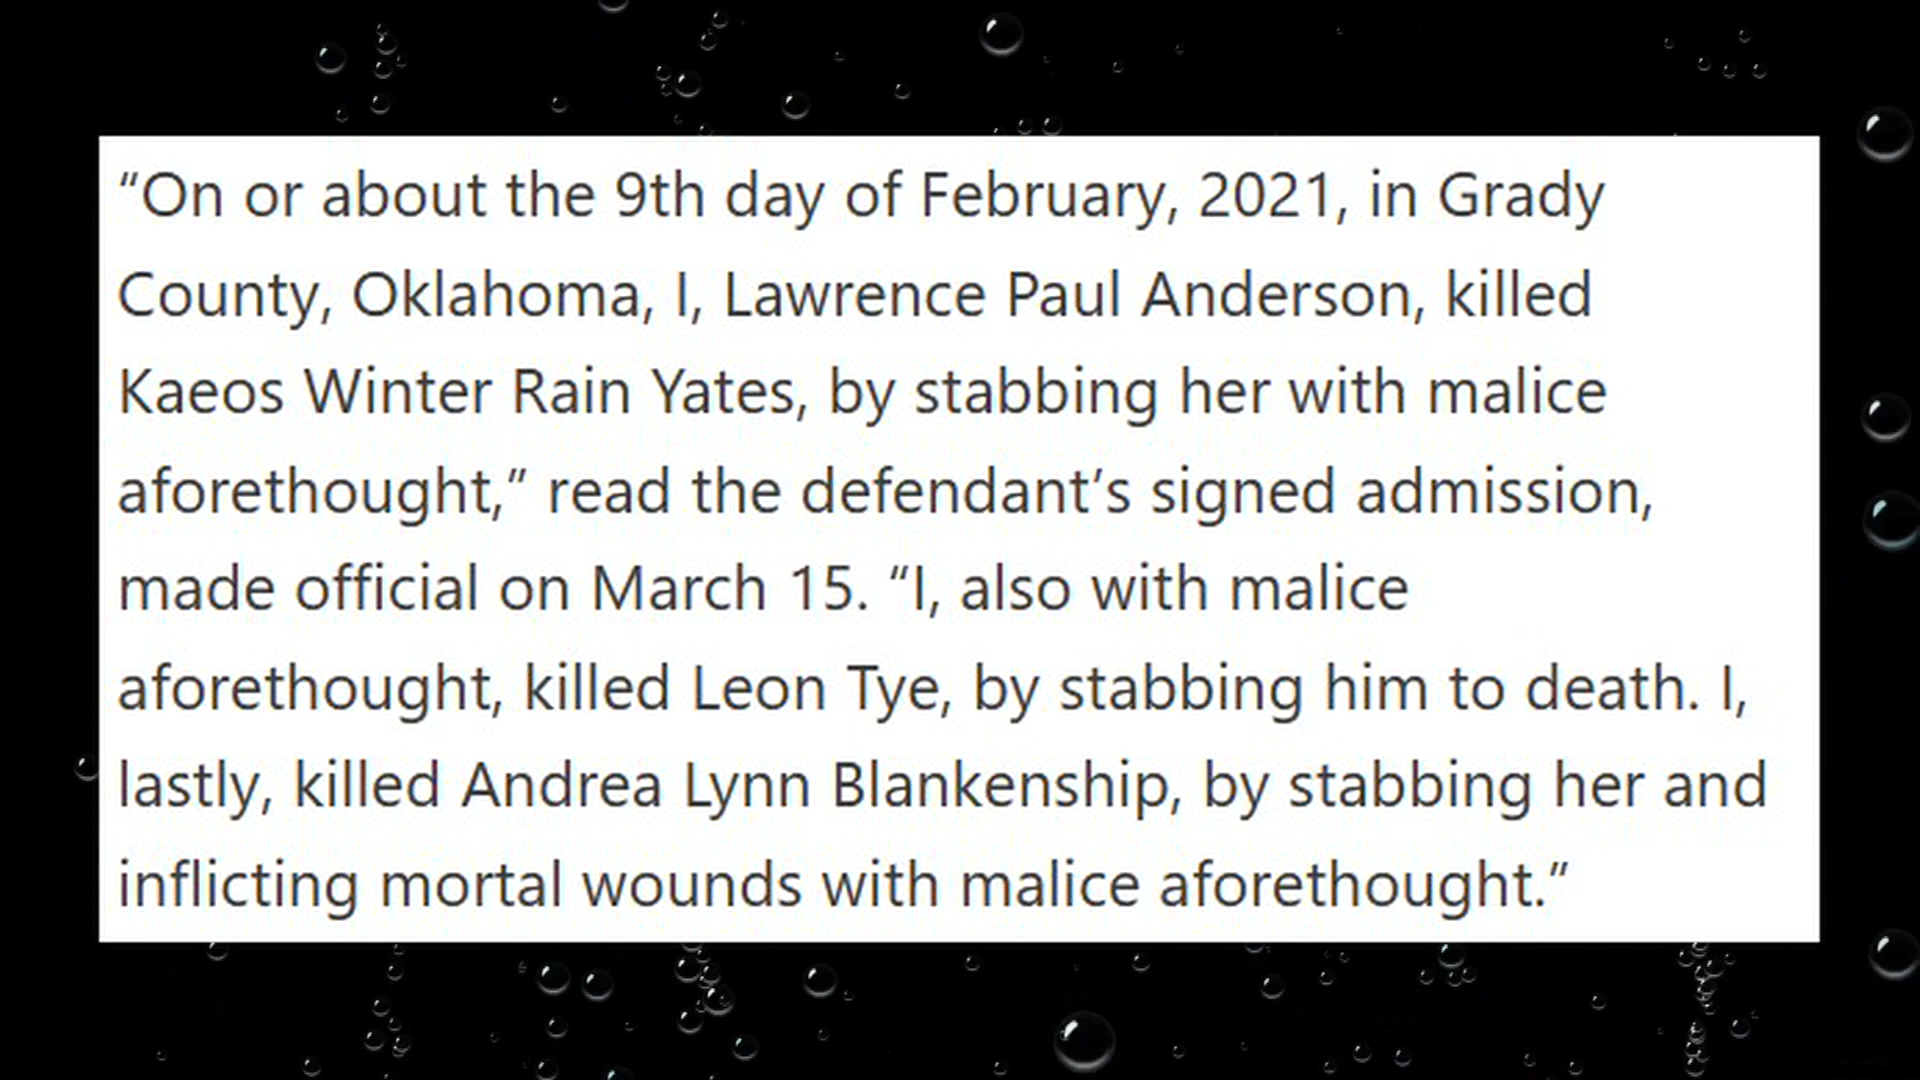 “On or about the 9th day of February, 2021, in Grady
County, Oklahoma, I, Lawrence Paul Anderson, killed
Kaeos Winter Rain Yates, by stabbing her with malice
aforethought,” read the defendant’s signed admission,
made official on March 15. “I, also with malice
aforethought, killed Leon Tye, by stabbing him to death. I,
lastly, killed Andrea Lynn Blankenship, by stabbing her and
inflicting mortal wounds with malice aforethought.”